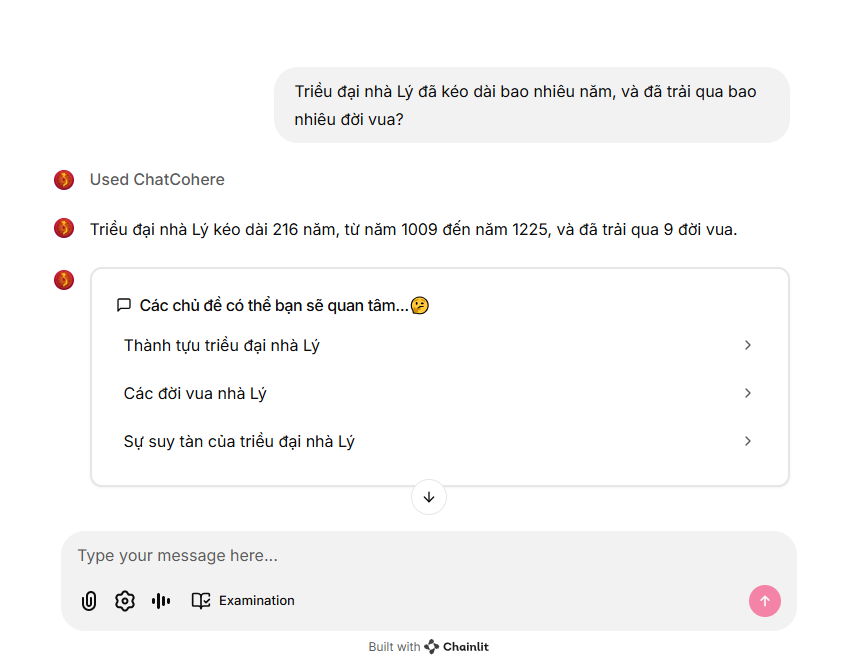 Triều đại nhà Lý đã kéo dài bao nhiêu năm, và đã trải qua bao
nhiêu đời vua?
Used ChatCohere
Triều đại nhà Lý kéo dài 216 năm, từ năm 1009 đến năm 1225, và đã trải qua 9 đời vua.
Các chủ đề có thể bạn sẽ quan tâm...🤔
Thành tựu triều đại nhà Lý
Các đời vua nhà Lý
Sự suy tàn của triều đại nhà Lý
Type your message here...
Examination
Built with Chainlit